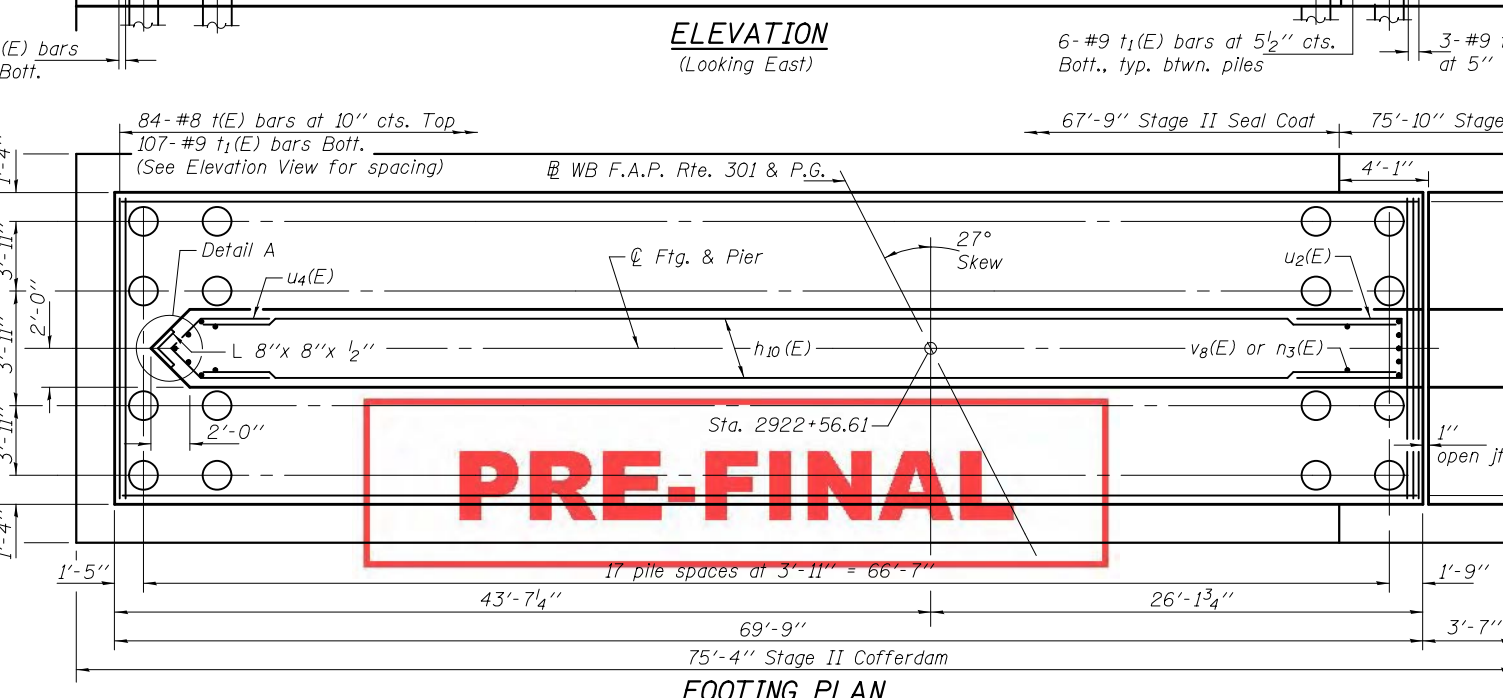 ELEVATION
(Looking East)
(E) bars
Bott.
6-#9 t1(E) bars at 5 1/2" cts.
Bott., typ. btwn. piles
3-#9
at 5"
84-#8 t(E) bars at 10" cts. Top
107-#9 t1(E) bars Bott.
(See Elevation View for spacing)
67'-9" Stage II Seal Coat
75'-10" Stage
1'-4"
℄ WB F.A.P. Rte. 301 & P.G.
4'-1"
3'-11"
Detail A
u4(E)
℄ Ftg. & Pier
27°
Skew
u2(E)
2'-0"
3'-11"
L 8"x 8"x 1/2"
h10(E)
v8(E) or n3(E)
3'-11"
2'-0"
Sta. 2922+56.61
1"
open jt
PRE-FINAL
1'-4"
1'-5"
17 pile spaces at 3'-11" = 66'-7"
1'-9"
43'-7 1/4"
26'-1 3/4"
69'-9"
3'-7"
75'-4" Stage II Cofferdam
FOOTING PLAN